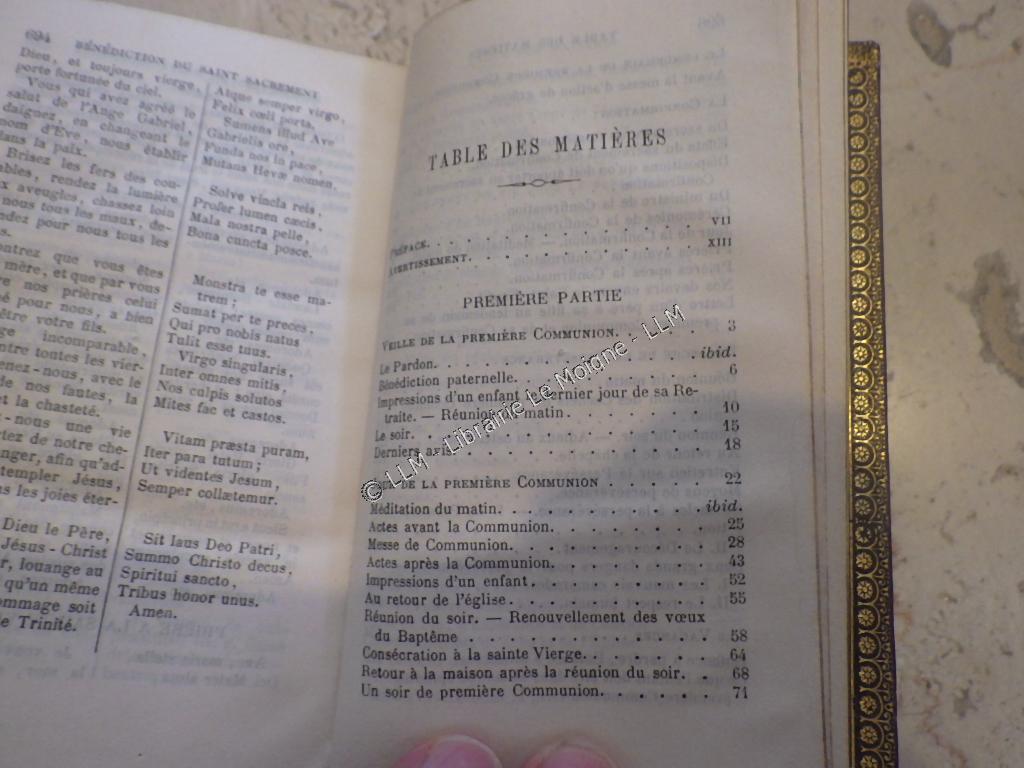 694 BÉNÉDICTION DU SAINT SACREMENT
Dieu, et toujours vierge,
porte fortunée du ciel.
Vous qui avez agréé le
salut de l'Ange Gabriel,
daignez, en changeant le
nom d'Ève, nous établir
dans la paix.
Brisez les fers des cou-
ables, rendez la lumière
x aveugles, chassez loin
nous tous les maux, de-
ndez pour nous tous les
s.
ontrez que vous êtes
mère, et que par vous
re nos prières celui
é pour nous, a bien
être votre fils.
ge incomparable,
entre toutes les vier-
enez-nous, avec le
de nos fautes, la
et la chasteté.
z-nous une vie
rtez de notre che-
anger, afin qu'ad-
templer Jésus,
ns les joies éter-
Dieu le Père,
Jésus-Christ
r, louange au
qu'un même
ommage soit
e Trinité.
Atque semper virgo,
Felix cœli porta,
Sumens illud Ave
Gabrielis ore,
Funda nos in pace,
Mutans Hevæ nomen.
Solve vincla reis,
Profer lumen cæcis,
Mala nostra pelle,
Bona cuncta posce.
Monstra te esse ma-
trem;
Sumat per te preces,
Qui pro nobis natus
Tulit esse tuus.
Virgo singularis,
Inter omnes mitis,
Nos culpis solutos
Mites fac et castos.
Vitam præsta puram,
Iter para tutum;
Ut videntes Jesum,
Semper collætemur.
Sit laus Deo Patri,
Summo Christo decus,
Spiritui sancto,
Tribus honor unus.
Amen.
TABLE DES MATIÈRES
PRÉFACE. VII
AVERTISSEMENT. XIII
PREMIÈRE PARTIE
VEILLE DE LA PREMIÈRE COMMUNION. 3
Le Pardon. ibid.
Bénédiction paternelle. 6
Impressions d'un enfant le dernier jour de sa Re-
traite. — Réunion du matin. 10
Le soir. 15
Derniers avis. 18
JOUR DE LA PREMIÈRE COMMUNION 22
Méditation du matin. ibid.
Actes avant la Communion. 25
Messe de Communion. 28
Actes après la Communion. 43
Impressions d'un enfant. 52
Au retour de l'église. 55
Réunion du soir. — Renouvellement des vœux
du Baptême 58
Consécration à la sainte Vierge. 64
Retour à la maison après la réunion du soir. 68
Un soir de première Communion. 71
© LLM - Librairie Le Moigne - LLM